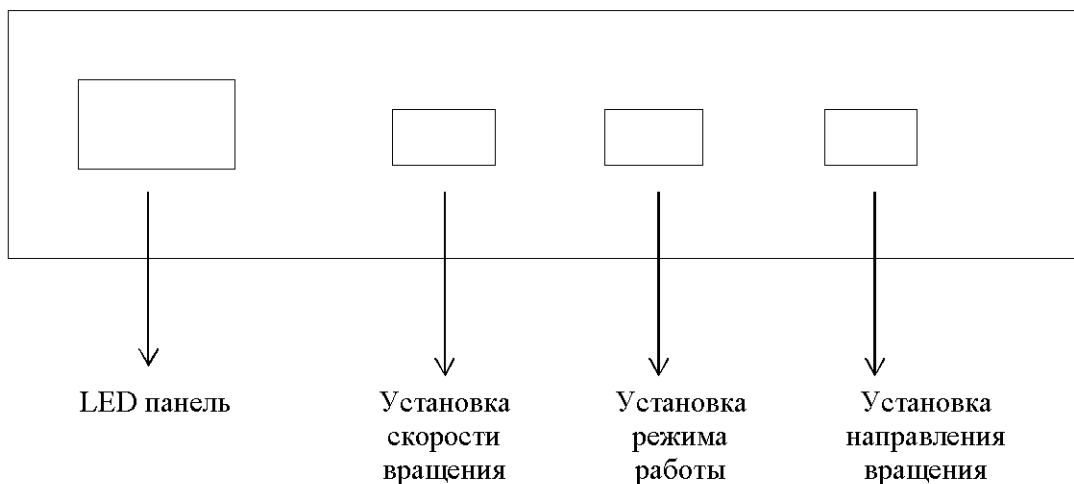 LED панель
Установка
скорости
вращения
Установка
режима
работы
Установка
направления
вращения